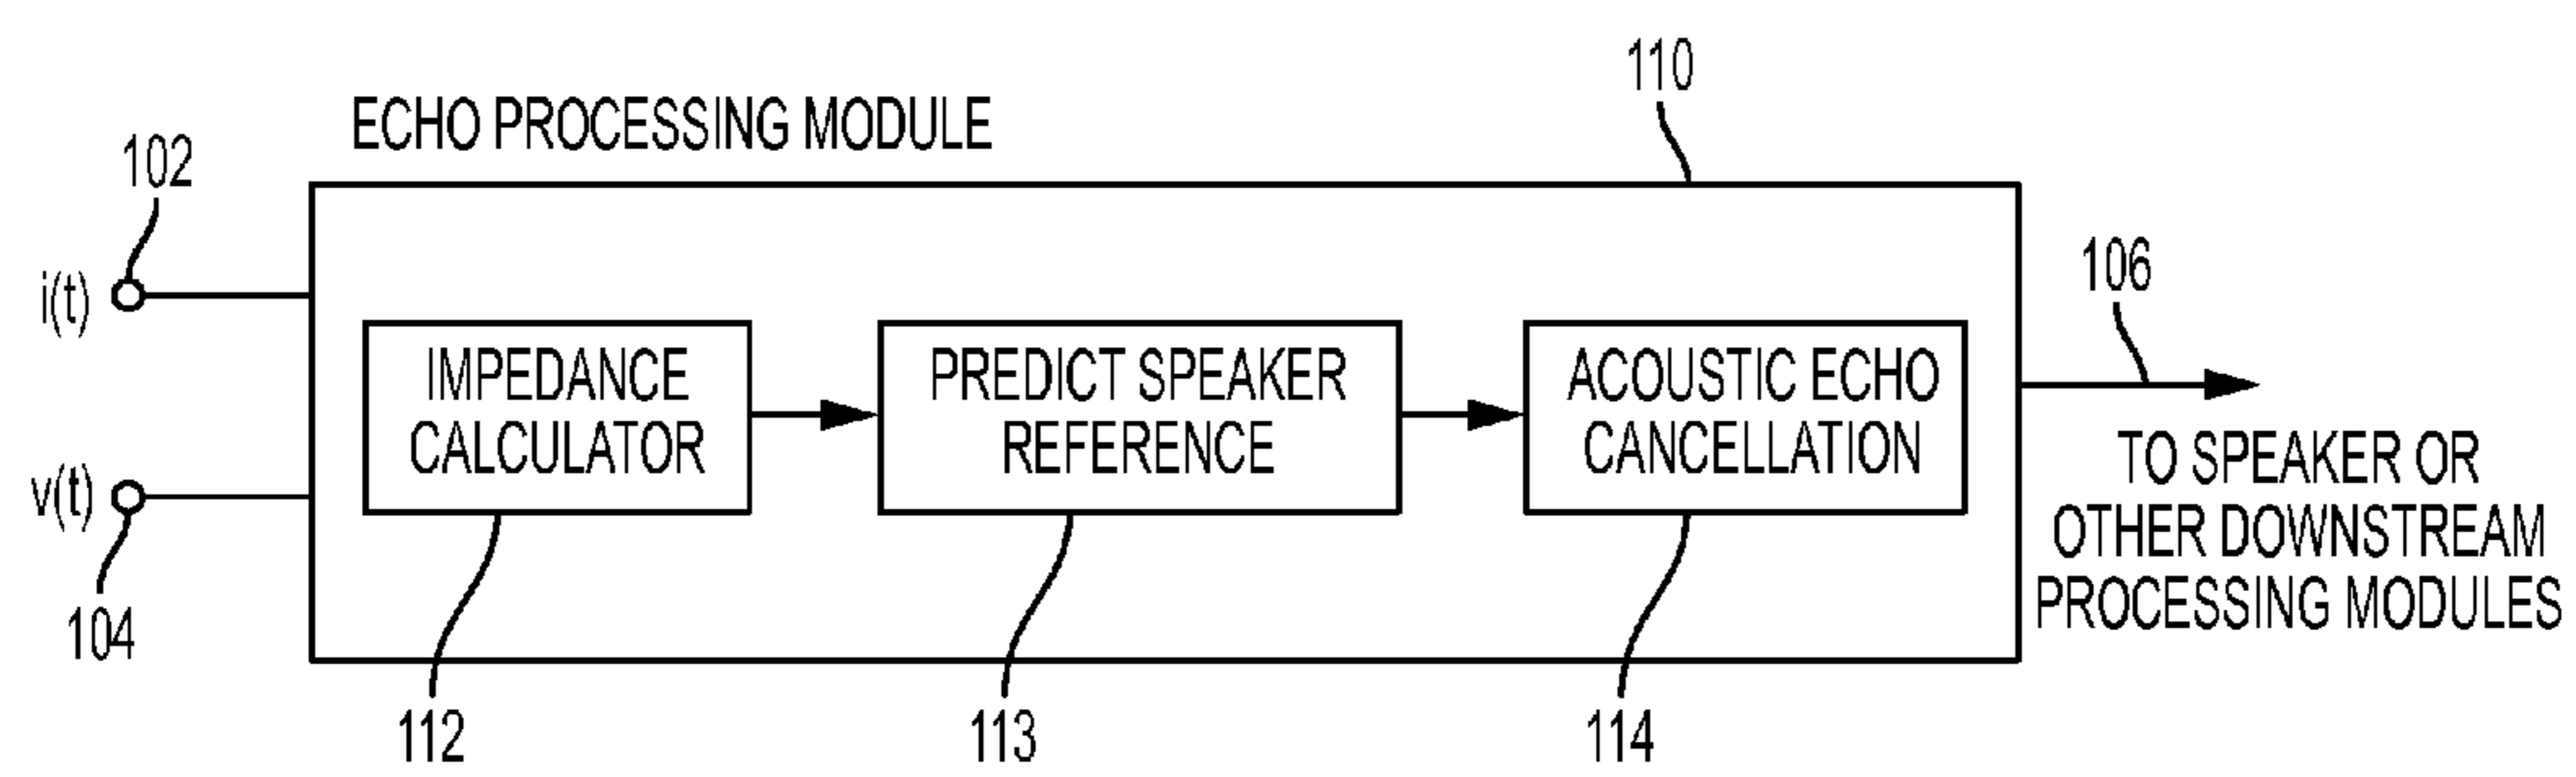 110
ECHO PROCESSING MODULE
102
106
i(t)
IMPEDANCE
CALCULATOR
PREDICT SPEAKER
REFERENCE
ACOUSTIC ECHO
CANCELLATION
v(t)
TO SPEAKER OR
OTHER DOWNSTREAM
PROCESSING MODULES
104
112
113
114